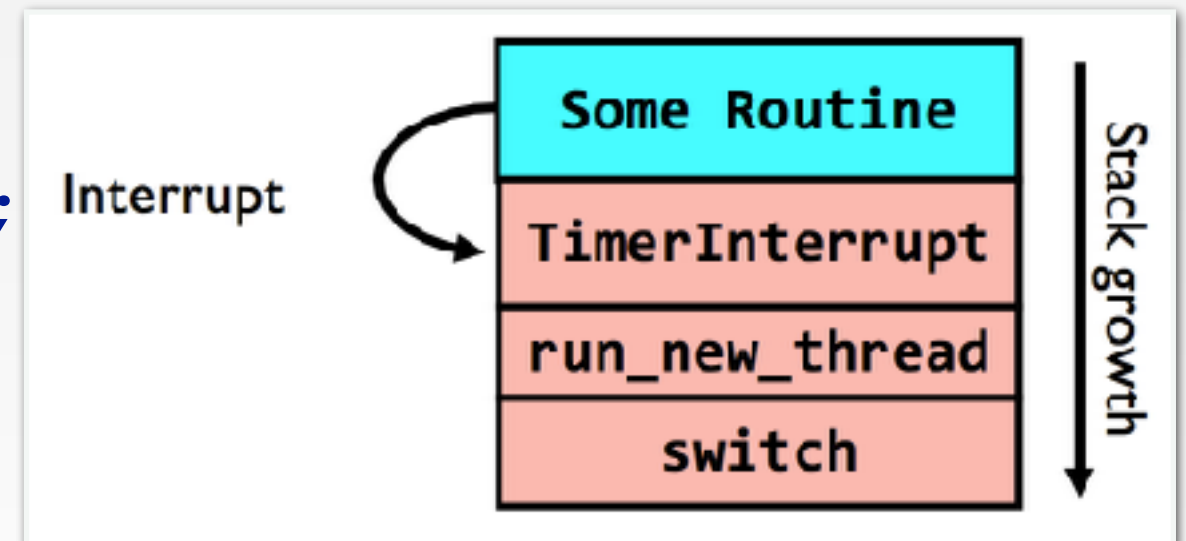 Some Routine
Interrupt
TimerInterrupt
run_new_thread
switch
Stack growth
;